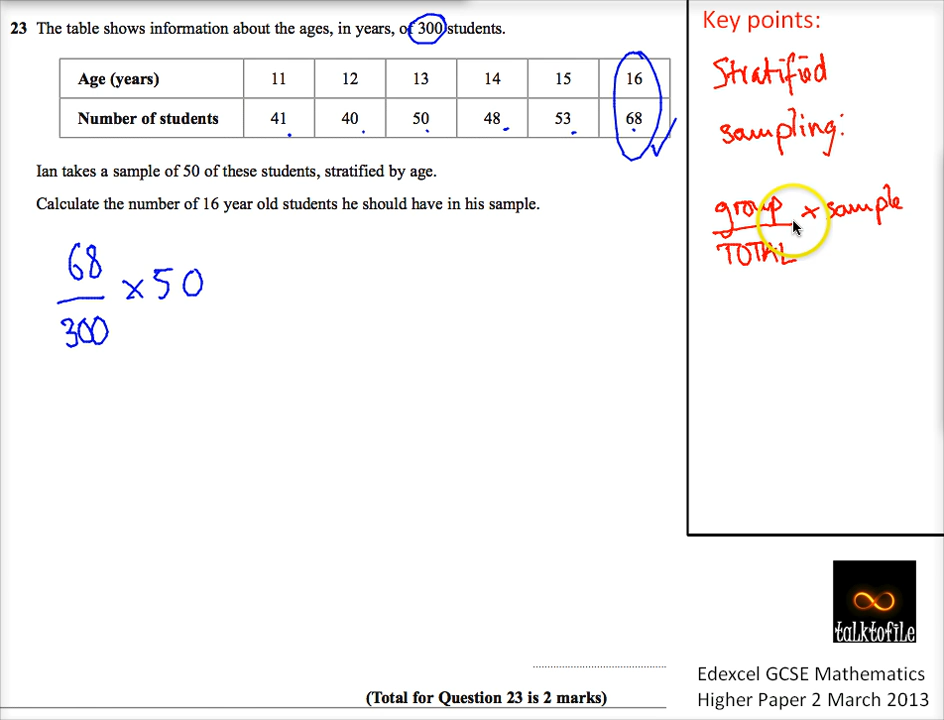 23 The table shows information about the ages, in years, of 300 students.
Age (years) 11 12 13 14 15 16
Number of students 41 40 50 48 53 68
Ian takes a sample of 50 of these students, stratified by age.
Calculate the number of 16 year old students he should have in his sample.
68
300
× 50
(Total for Question 23 is 2 marks)
Key points:
Stratified
sampling:
group × sample
TOTAL
talktofile
Edexcel GCSE Mathematics
Higher Paper 2 March 2013